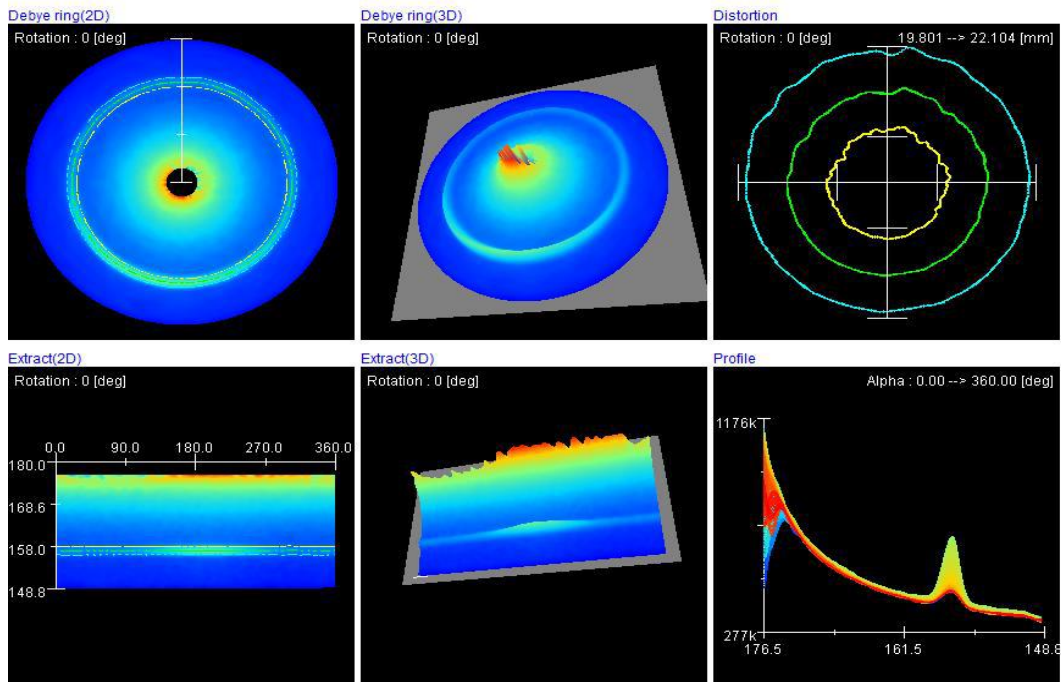 Debye ring(2D)
Rotation : 0 [deg]
Debye ring(3D)
Rotation : 0 [deg]
Distortion
Rotation : 0 [deg]
19.801 --> 22.104 [mm]
Extract(2D)
Rotation : 0 [deg]
0.0 90.0 180.0 270.0 360.0
180.0
168.6
158.0
148.8
Extract(3D)
Rotation : 0 [deg]
Profile
Alpha : 0.00 --> 360.00 [deg]
1176k
277k
176.5 161.5 148.8